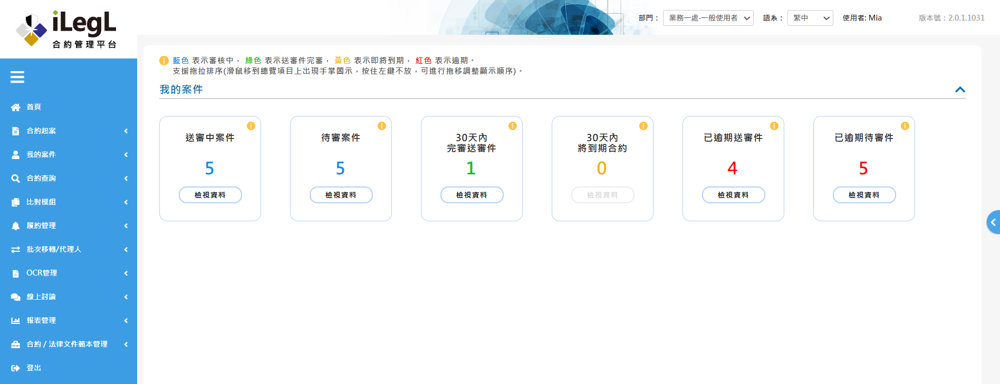 iLegL
合約管理平台
部門：
業務一處-一般使用者
語系：
繁中
使用者: Mia
版本號：2.0.1.1031
首頁
合約起案
我的案件
合約查詢
比對模組
履約管理
批次移轉/代理人
OCR管理
線上討論
報表管理
合約 / 法律文件範本管理
登出
藍色 表示審核中， 綠色 表示送審件完審， 黃色 表示即將到期， 紅色 表示逾期。
支援拖拉排序(滑鼠移到總覽項目上出現手掌圖示，按住左鍵不放，可進行拖移調整顯示順序) 。
我的案件
送審中案件
5
檢視資料
待審案件
5
檢視資料
30天內
完審送審件
1
檢視資料
30天內
將到期合約
0
檢視資料
已逾期送審件
4
檢視資料
已逾期待審件
5
檢視資料